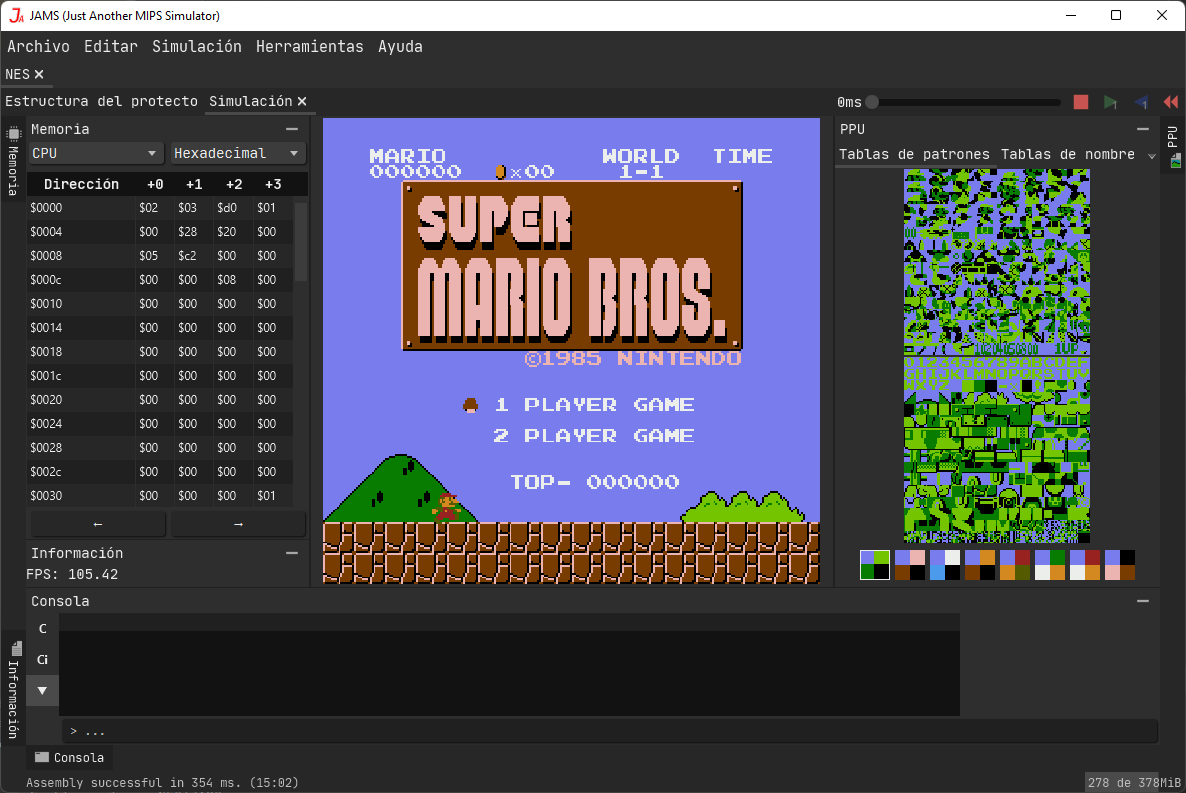 JAMS (Just Another MIPS Simulator)
Archivo Editar Simulación Herramientas Ayuda
NES
Estructura del protecto Simulación
0ms
Memoria
Memoria
CPU Hexadecimal
Dirección +0 +1 +2 +3
$0000 $02 $03 $d0 $01
$0004 $00 $28 $20 $00
$0008 $05 $c2 $00 $00
$000c $00 $00 $08 $00
$0010 $00 $00 $00 $00
$0014 $00 $00 $00 $00
$0018 $00 $00 $00 $00
$001c $00 $00 $00 $00
$0020 $00 $00 $00 $00
$0024 $00 $00 $00 $00
$0028 $00 $00 $00 $00
$002c $00 $00 $00 $00
$0030 $00 $00 $00 $01
← →
Información
FPS: 105.42
MARIO WORLD TIME
000000 ×00 1-1
SUPER
MARIO BROS.
©1985 NINTENDO
1 PLAYER GAME
2 PLAYER GAME
TOP- 000000
PPU
PPU
Tablas de patrones Tablas de nombre
Consola
C
Ci
> ...
Información
Consola
Assembly successful in 354 ms. (15:02)
278 de 378MiB